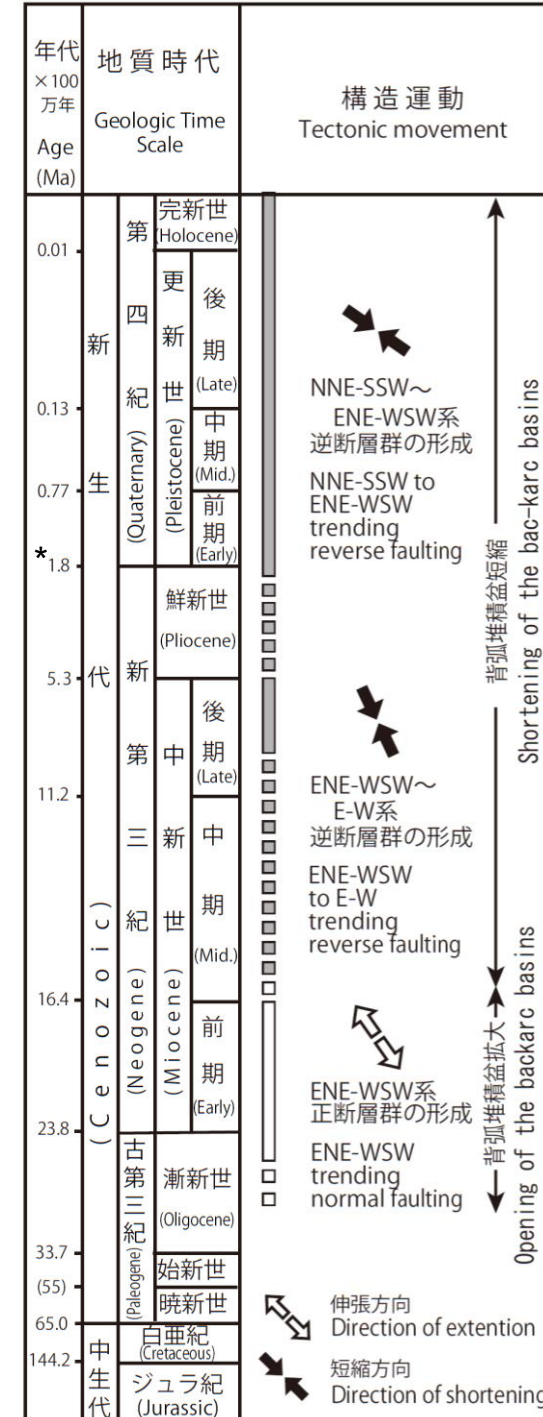 年代
×100
万年
Age
(Ma)
地質時代
Geologic Time
Scale
構造運動
Tectonic movement
0.01
0.13
0.77
*1.8
5.3
11.2
16.4
23.8
33.7
(55)
65.0
144.2
新生代
(Cenozoic)
中生代
第四紀
(Quaternary)
新第三紀
(Neogene)
古第三紀
(Paleogene)
完新世
(Holocene)
更新世
(Pleistocene)
後期
(Late)
中期
(Mid.)
前期
(Early)
鮮新世
(Pliocene)
中新世
(Miocene)
後期
(Late)
中期
(Mid.)
前期
(Early)
漸新世
(Oligocene)
始新世
暁新世
白亜紀
(Cretaceous)
ジュラ紀
(Jurassic)
NNE-SSW～
ENE-WSW系
逆断層群の形成
NNE-SSW to
ENE-WSW
trending
reverse faulting
ENE-WSW～
E-W系
逆断層群の形成
ENE-WSW
to E-W
trending
reverse faulting
ENE-WSW系
正断層群の形成
ENE-WSW
trending
normal faulting
背弧堆積盆短縮
Shortening of the bac-karc basins
背弧堆積盆拡大
Opening of the backarc basins
伸張方向
Direction of extention
短縮方向
Direction of shortening